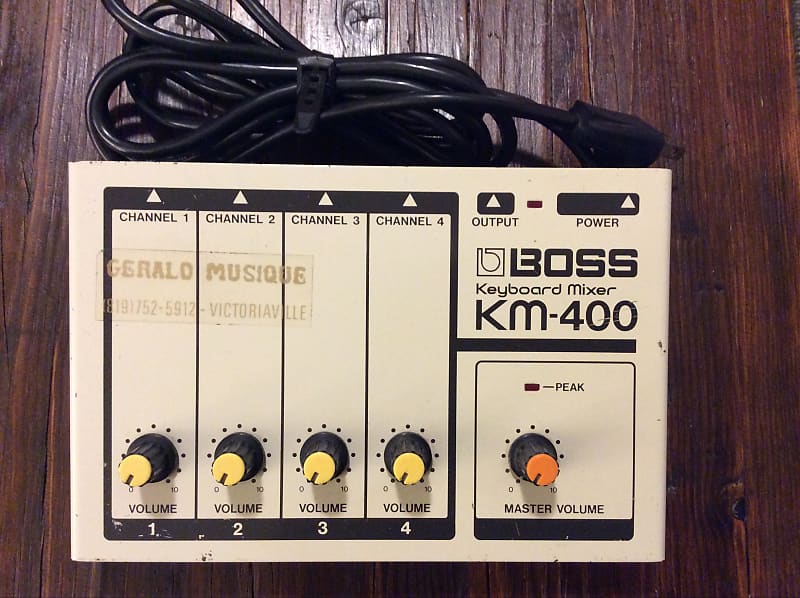 CHANNEL 1 CHANNEL 2 CHANNEL 3 CHANNEL 4
OUTPUT POWER
BOSS
Keyboard Mixer
KM-400
GERALD MUSIQUE
(819)752-5912 - VICTORIAVILLE
PEAK
0 10 0 10 0 10 0 10 0 10
VOLUME VOLUME VOLUME VOLUME MASTER VOLUME
1 2 3 4